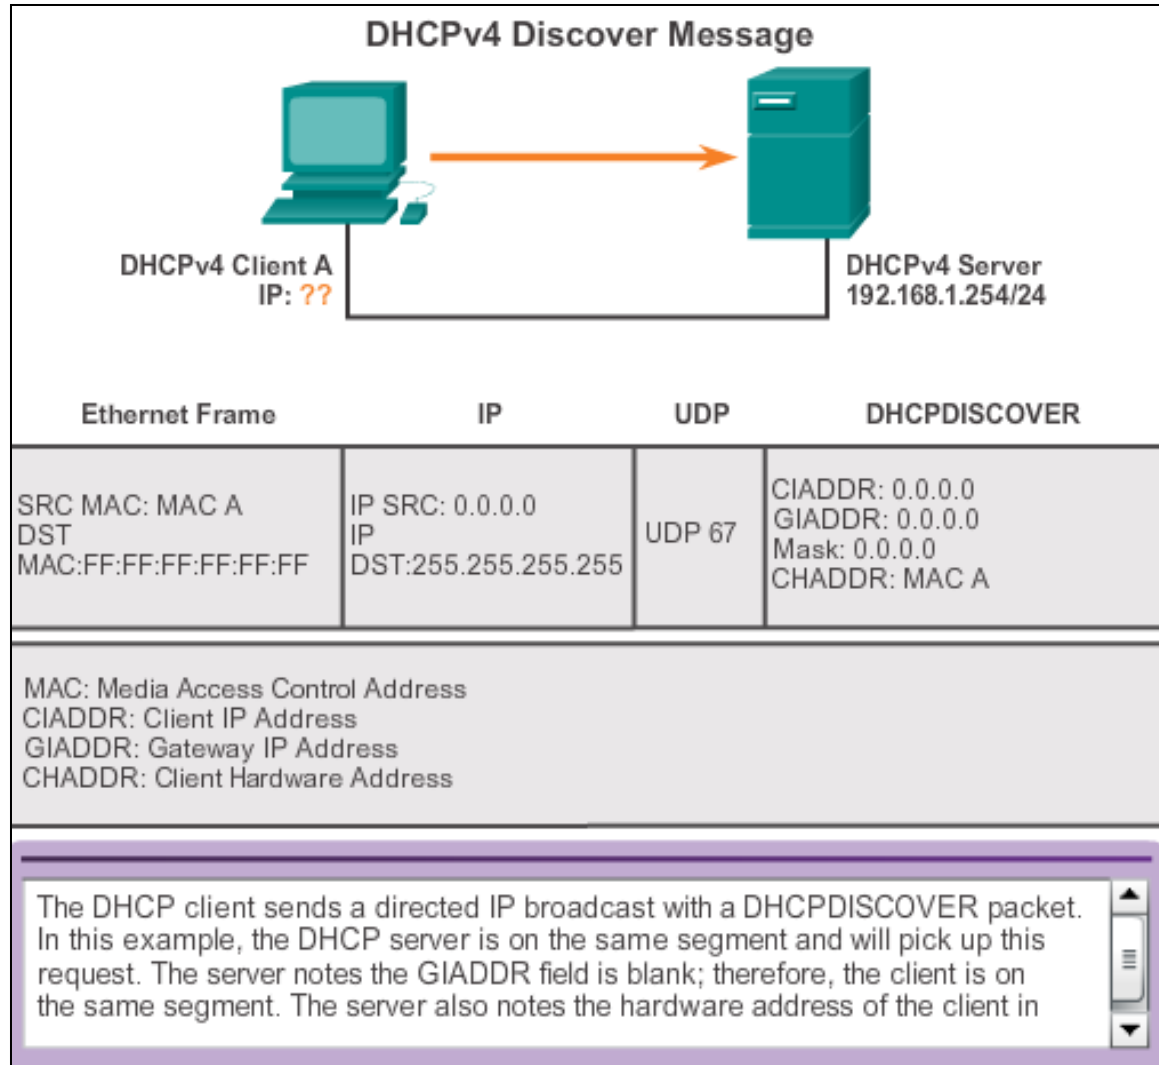 DHCPv4 Discover Message
DHCPv4 Client A
IP: ??
DHCPv4 Server
192.168.1.254/24
Ethernet Frame
IP
UDP
DHCPDISCOVER
SRC MAC: MAC A
DST
MAC:FF:FF:FF:FF:FF:FF
IP SRC: 0.0.0.0
IP
DST:255.255.255.255
UDP 67
CIADDR: 0.0.0.0
GIADDR: 0.0.0.0
Mask: 0.0.0.0
CHADDR: MAC A
MAC: Media Access Control Address
CIADDR: Client IP Address
GIADDR: Gateway IP Address
CHADDR: Client Hardware Address
The DHCP client sends a directed IP broadcast with a DHCPDISCOVER packet.
In this example, the DHCP server is on the same segment and will pick up this
request. The server notes the GIADDR field is blank; therefore, the client is on
the same segment. The server also notes the hardware address of the client in